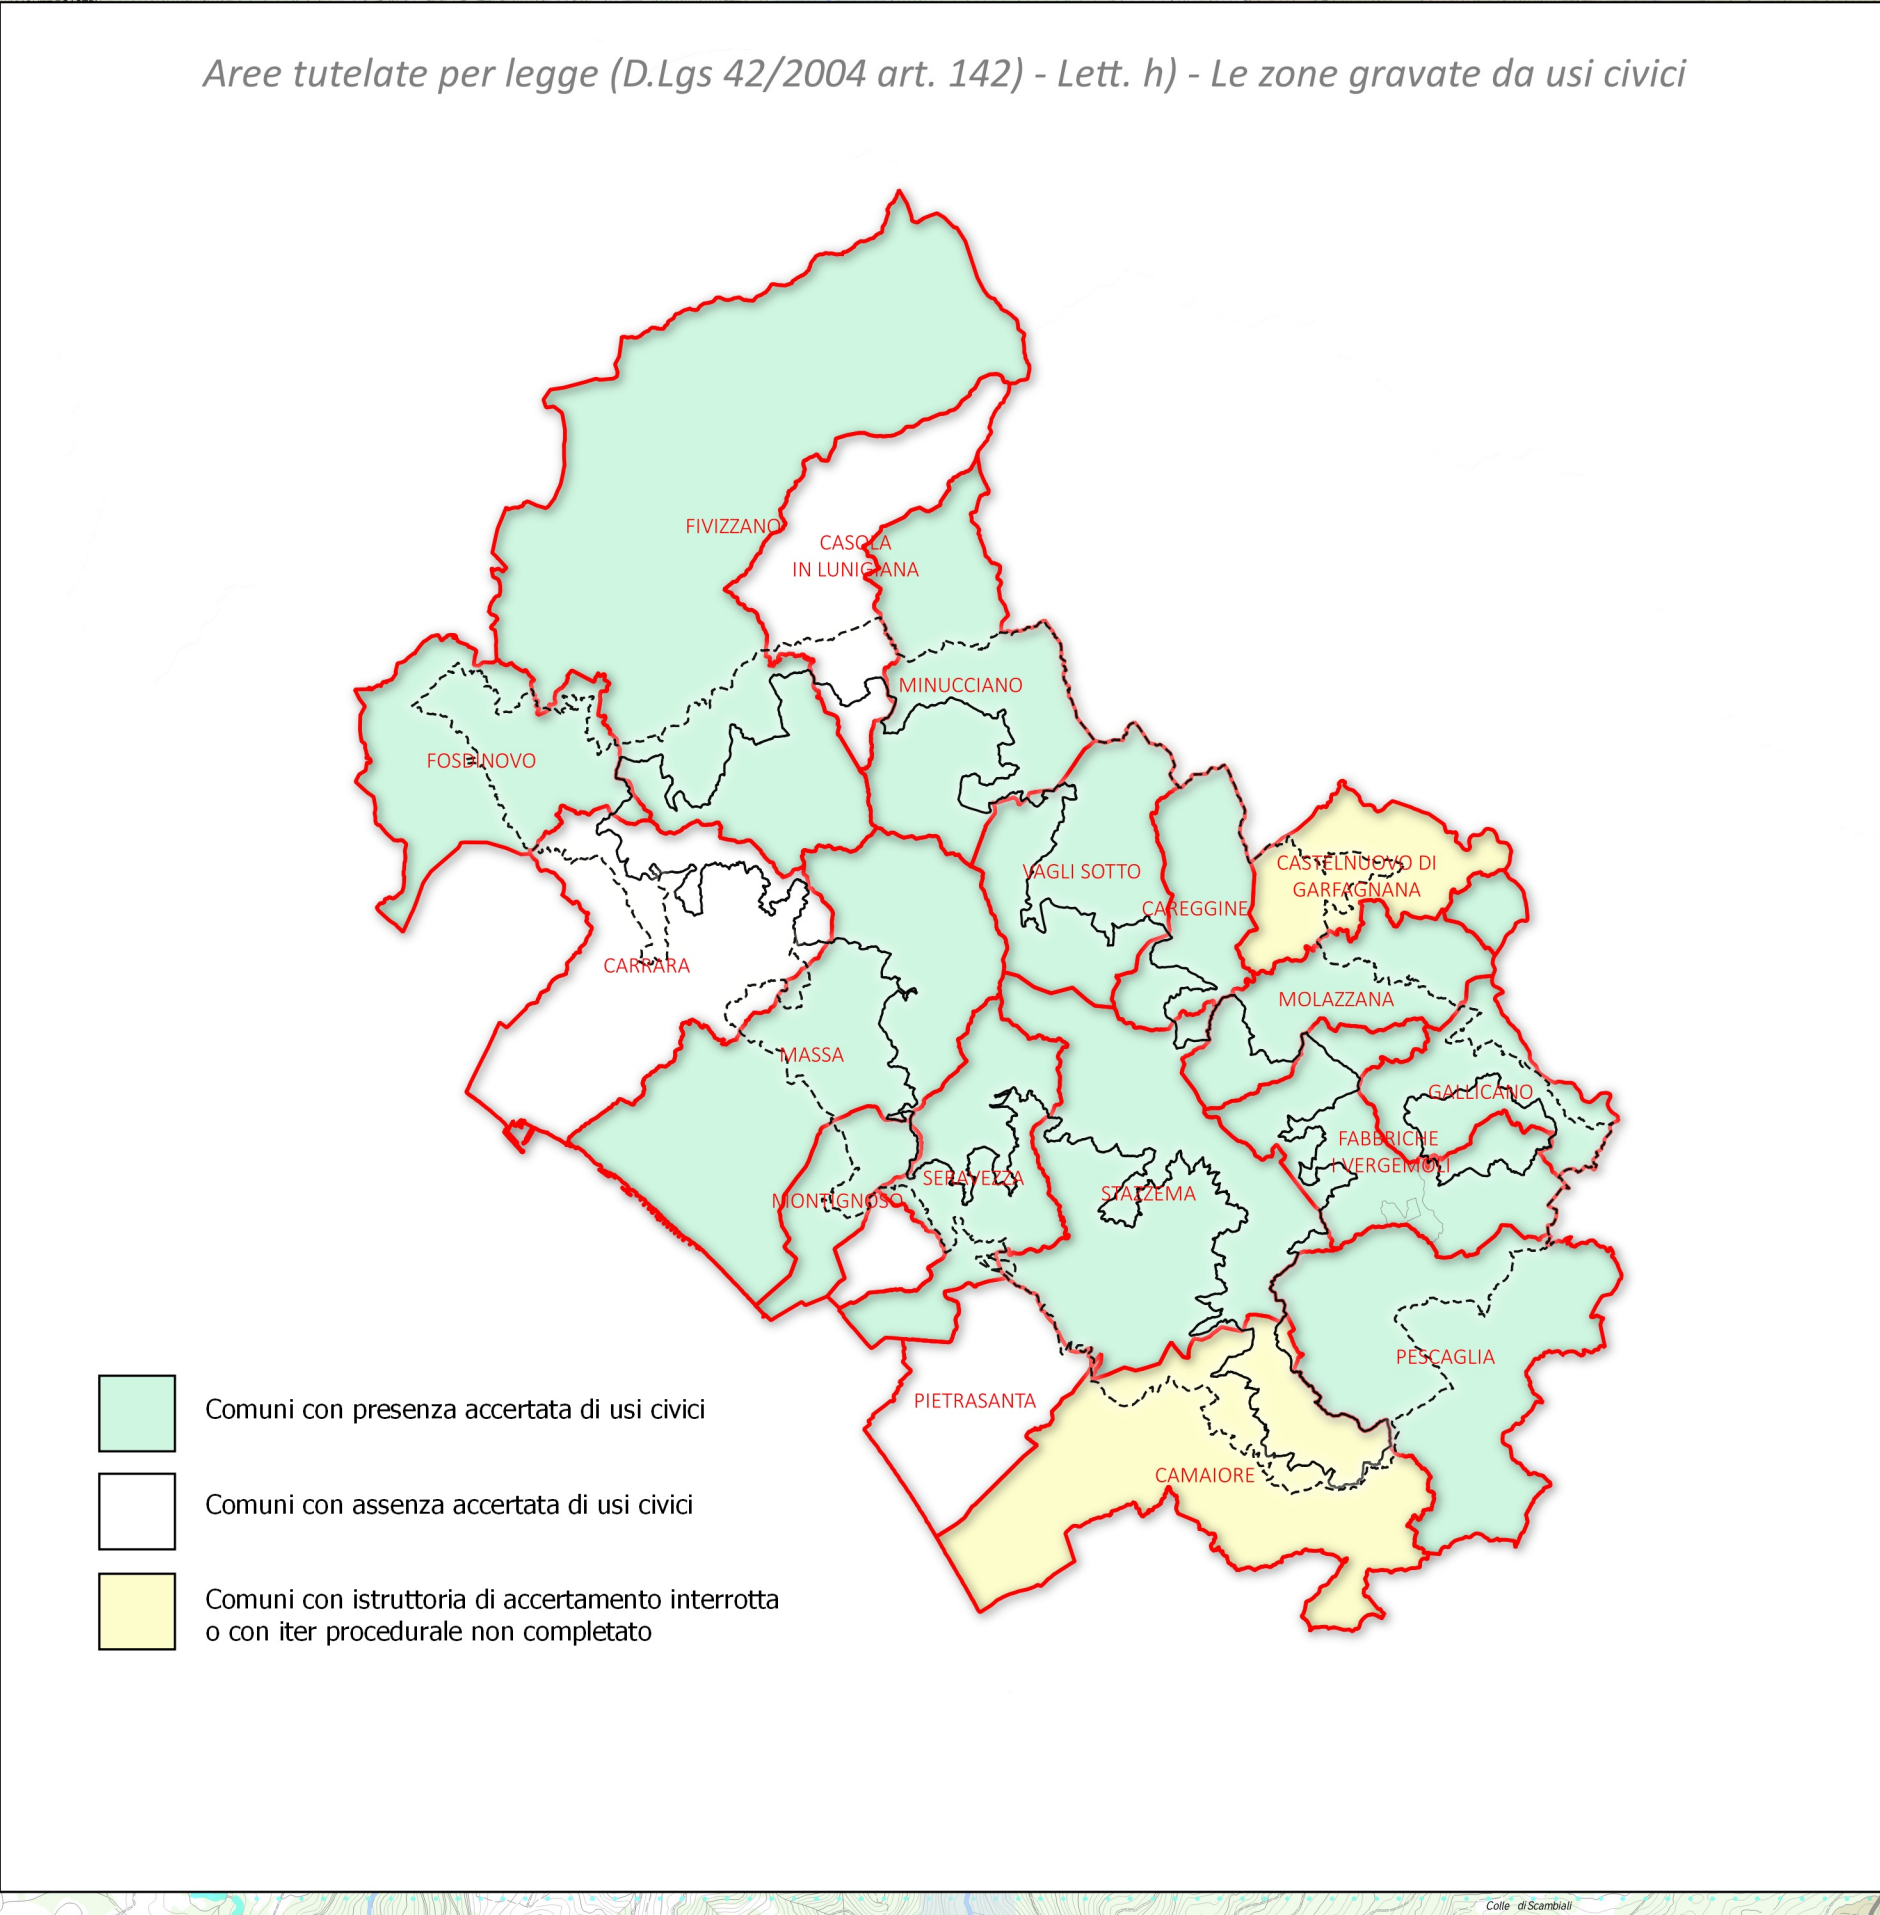 Aree tutelate per legge (D.Lgs 42/2004 art. 142) - Lett. h) - Le zone gravate da usi civici
FIVIZZANO
CASOLA
IN LUNIGIANA
MINUCCIANO
FOSDINOVO
VAGLI SOTTO
CASTELNUOVO DI
GARFAGNANA
CAREGGINE
CARRARA
MOLAZZANA
MASSA
GALLICANO
FABBRICHE
I VERGEMOLI
SERAVEZZA
STAZZEMA
MONTIGNOSO
PESCAGLIA
PIETRASANTA
CAMAIORE
Comuni con presenza accertata di usi civici
Comuni con assenza accertata di usi civici
Comuni con istruttoria di accertamento interrotta
o con iter procedurale non completato
Colle di Scambiali